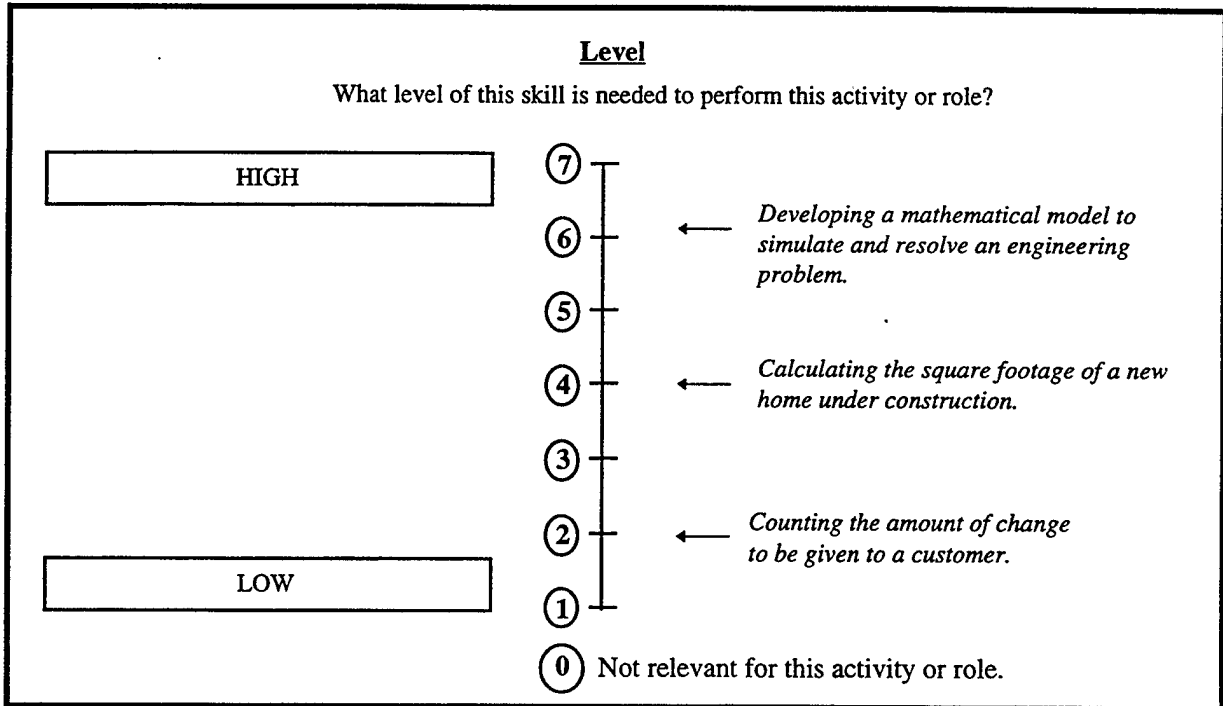 Level
What level of this skill is needed to perform this activity or role?
HIGH
7
6
Developing a mathematical model to
simulate and resolve an engineering
problem.
5
4
Calculating the square footage of a new
home under construction.
3
2
Counting the amount of change
to be given to a customer.
LOW
1
0 Not relevant for this activity or role.